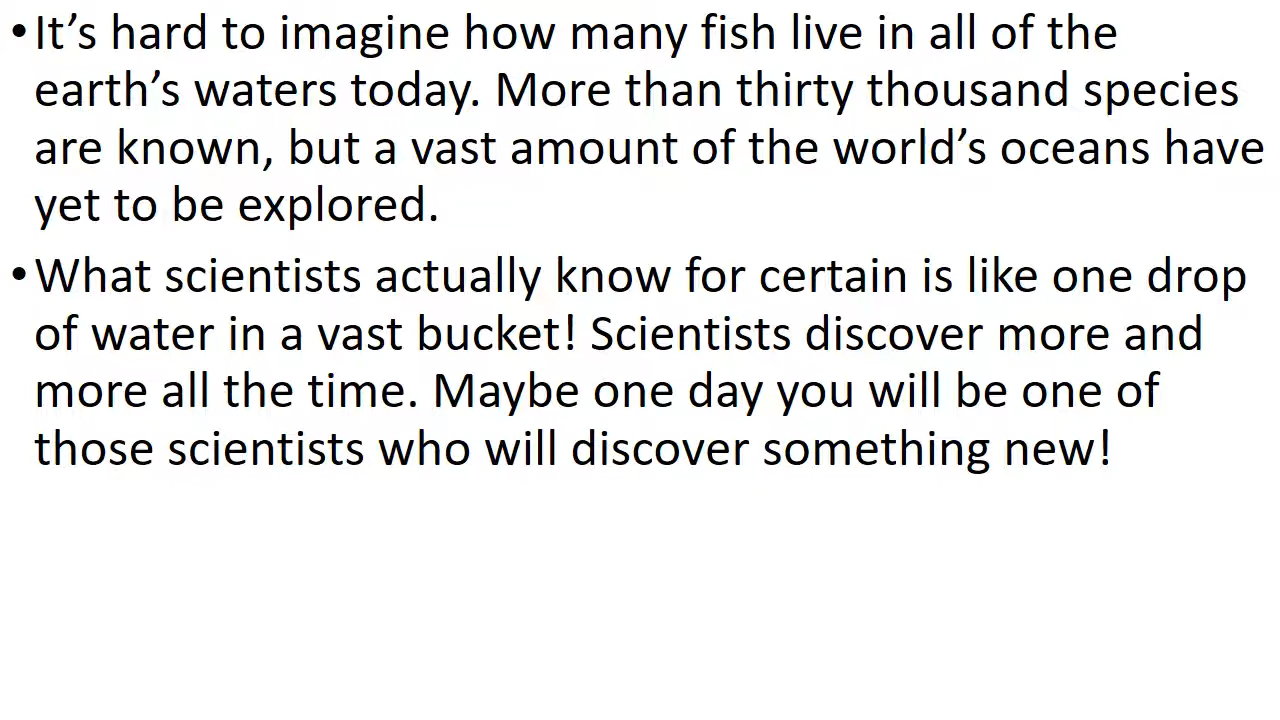 •It’s hard to imagine how many fish live in all of the
earth’s waters today. More than thirty thousand species
are known, but a vast amount of the world’s oceans have
yet to be explored.
•What scientists actually know for certain is like one drop
of water in a vast bucket! Scientists discover more and
more all the time. Maybe one day you will be one of
those scientists who will discover something new!